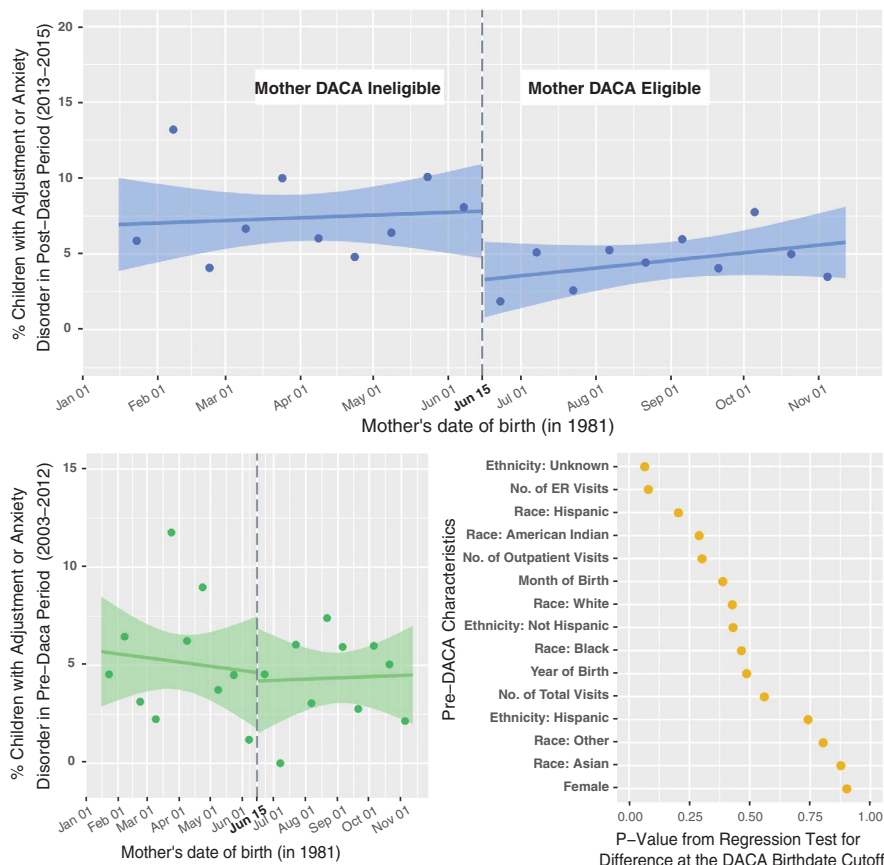 % Children with Adjustment or Anxiety
Disorder in Post–Daca Period (2013–2015)
20
15
10
5
0
Mother DACA Ineligible
Mother DACA Eligible
Jan 01
Feb 01
Mar 01
Apr 01
May 01
Jun 01
Jun 15
Jul 01
Aug 01
Sep 01
Oct 01
Nov 01
Mother's date of birth (in 1981)
% Children with Adjustment or Anxiety
Disorder in Pre–Daca Period (2003–2012)
15
10
5
0
Jan 01
Feb 01
Mar 01
Apr 01
May 01
Jun 01
Jun 15
Jul 01
Aug 01
Sep 01
Oct 01
Nov 01
Mother's date of birth (in 1981)
Pre–DACA Characteristics
Ethnicity: Unknown
No. of ER Visits
Race: Hispanic
Race: American Indian
No. of Outpatient Visits
Month of Birth
Race: White
Ethnicity: Not Hispanic
Race: Black
Year of Birth
No. of Total Visits
Ethnicity: Hispanic
Race: Other
Race: Asian
Female
0.00
0.25
0.50
0.75
1.00
P–Value from Regression Test for
Difference at the DACA Birthdate Cutoff